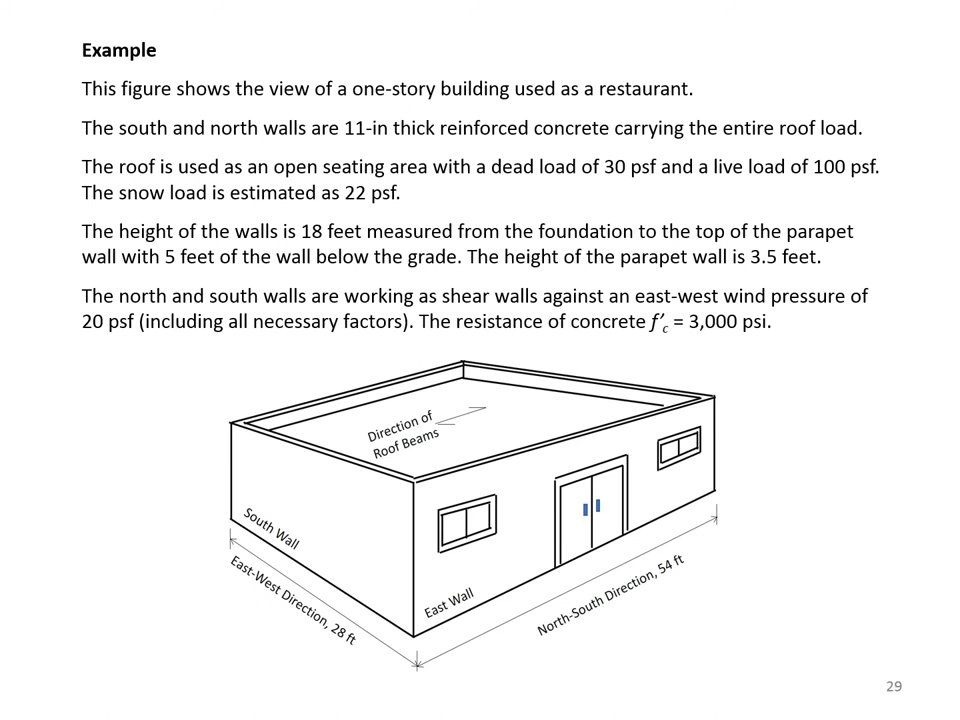 Example
This figure shows the view of a one-story building used as a restaurant.
The south and north walls are 11-in thick reinforced concrete carrying the entire roof load.
The roof is used as an open seating area with a dead load of 30 psf and a live load of 100 psf.
The snow load is estimated as 22 psf.
The height of the walls is 18 feet measured from the foundation to the top of the parapet
wall with 5 feet of the wall below the grade. The height of the parapet wall is 3.5 feet.
The north and south walls are working as shear walls against an east-west wind pressure of
20 psf (including all necessary factors). The resistance of concrete f′c = 3,000 psi.
Direction of
Roof Beams
South Wall
East-West Direction, 28 ft
East Wall
North-South Direction, 54 ft
29